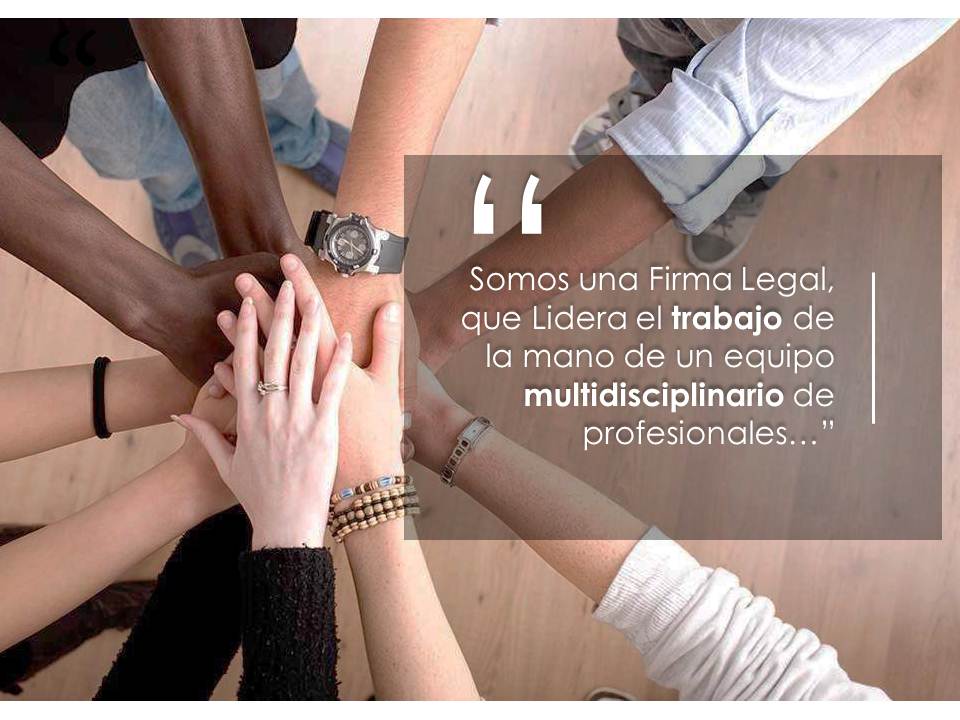 “
“
Somos una Firma Legal,
que Lidera el trabajo de
la mano de un equipo
multidisciplinario de
profesionales…”